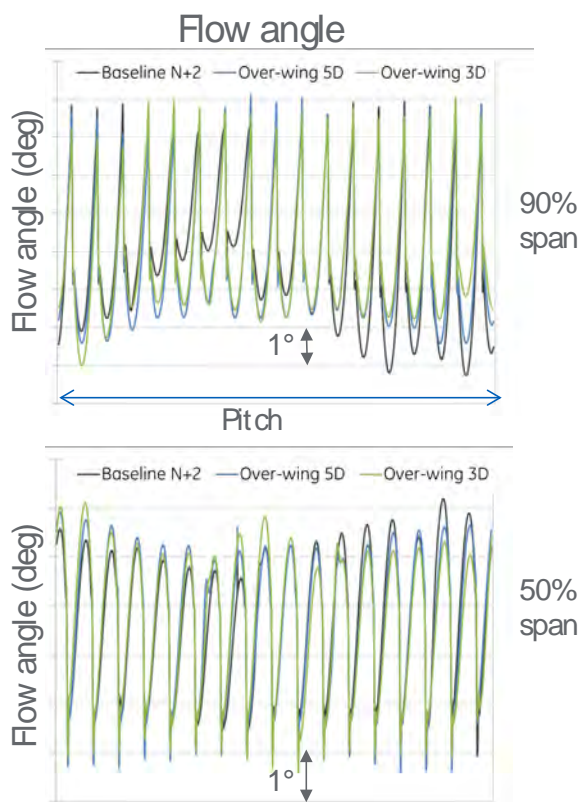 Flow angle
Baseline N+2 Over-wing 5D Over-wing 3D
Flow angle (deg)
90%
span
1°
Pitch
Baseline N+2 Over-wing 5D Over-wing 3D
Flow angle (deg)
50%
span
1°